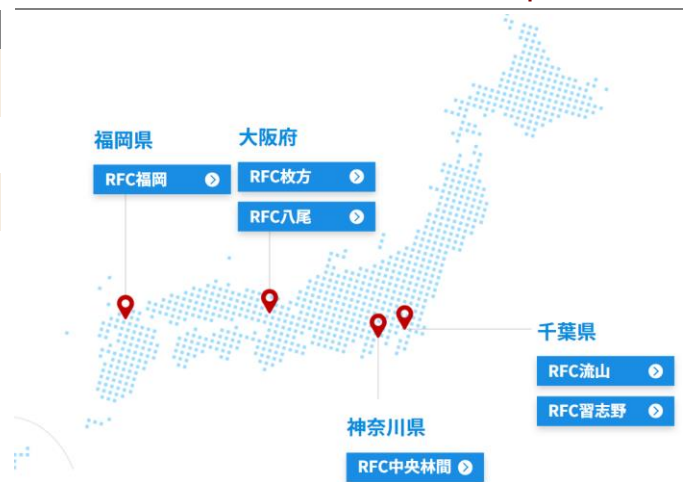 福岡県
RFC福岡
大阪府
RFC枚方
RFC八尾
千葉県
RFC流山
RFC習志野
神奈川県
RFC中央林間